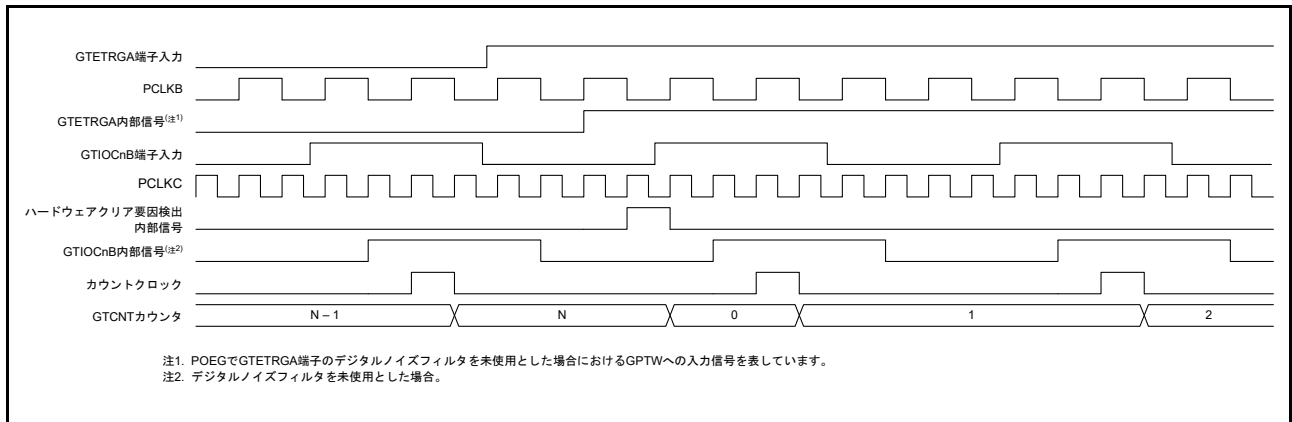 GTETRGA端子入力
PCLKB
GTETRGA内部信号(注1)
GTIOCnB端子入力
PCLKC
ハードウェアクリア要因検出
内部信号
GTIOCnB内部信号(注2)
カウントクロック
GTCNTカウンタ
N – 1
N
0
1
2
注1. POEGでGTETRGA端子のデジタルノイズフィルタを未使用とした場合におけるGPTWへの入力信号を表しています。
注2. デジタルノイズフィルタを未使用とした場合。